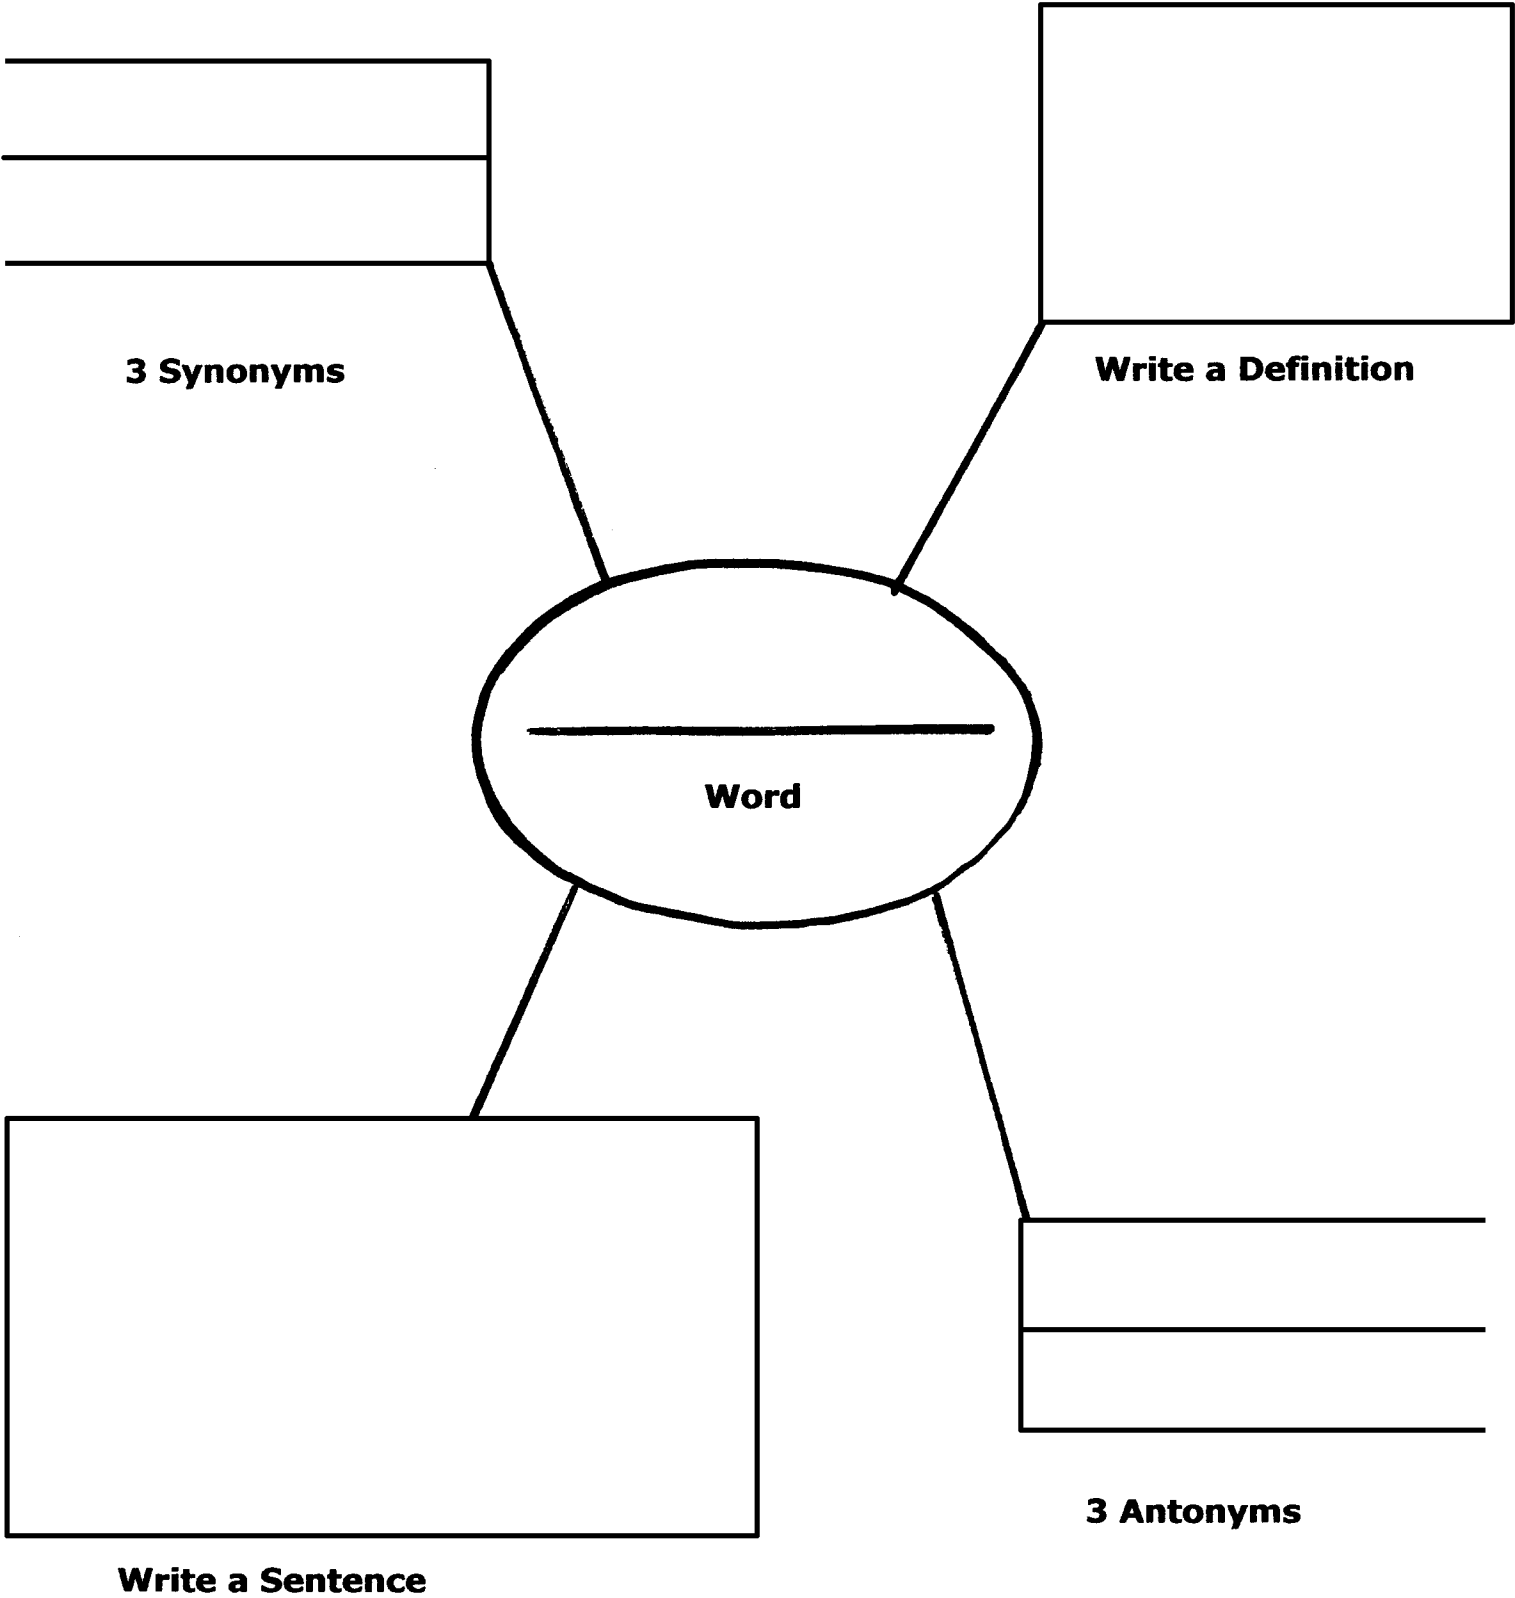 3 Synonyms
Write a Definition
Word
3 Antonyms
Write a Sentence